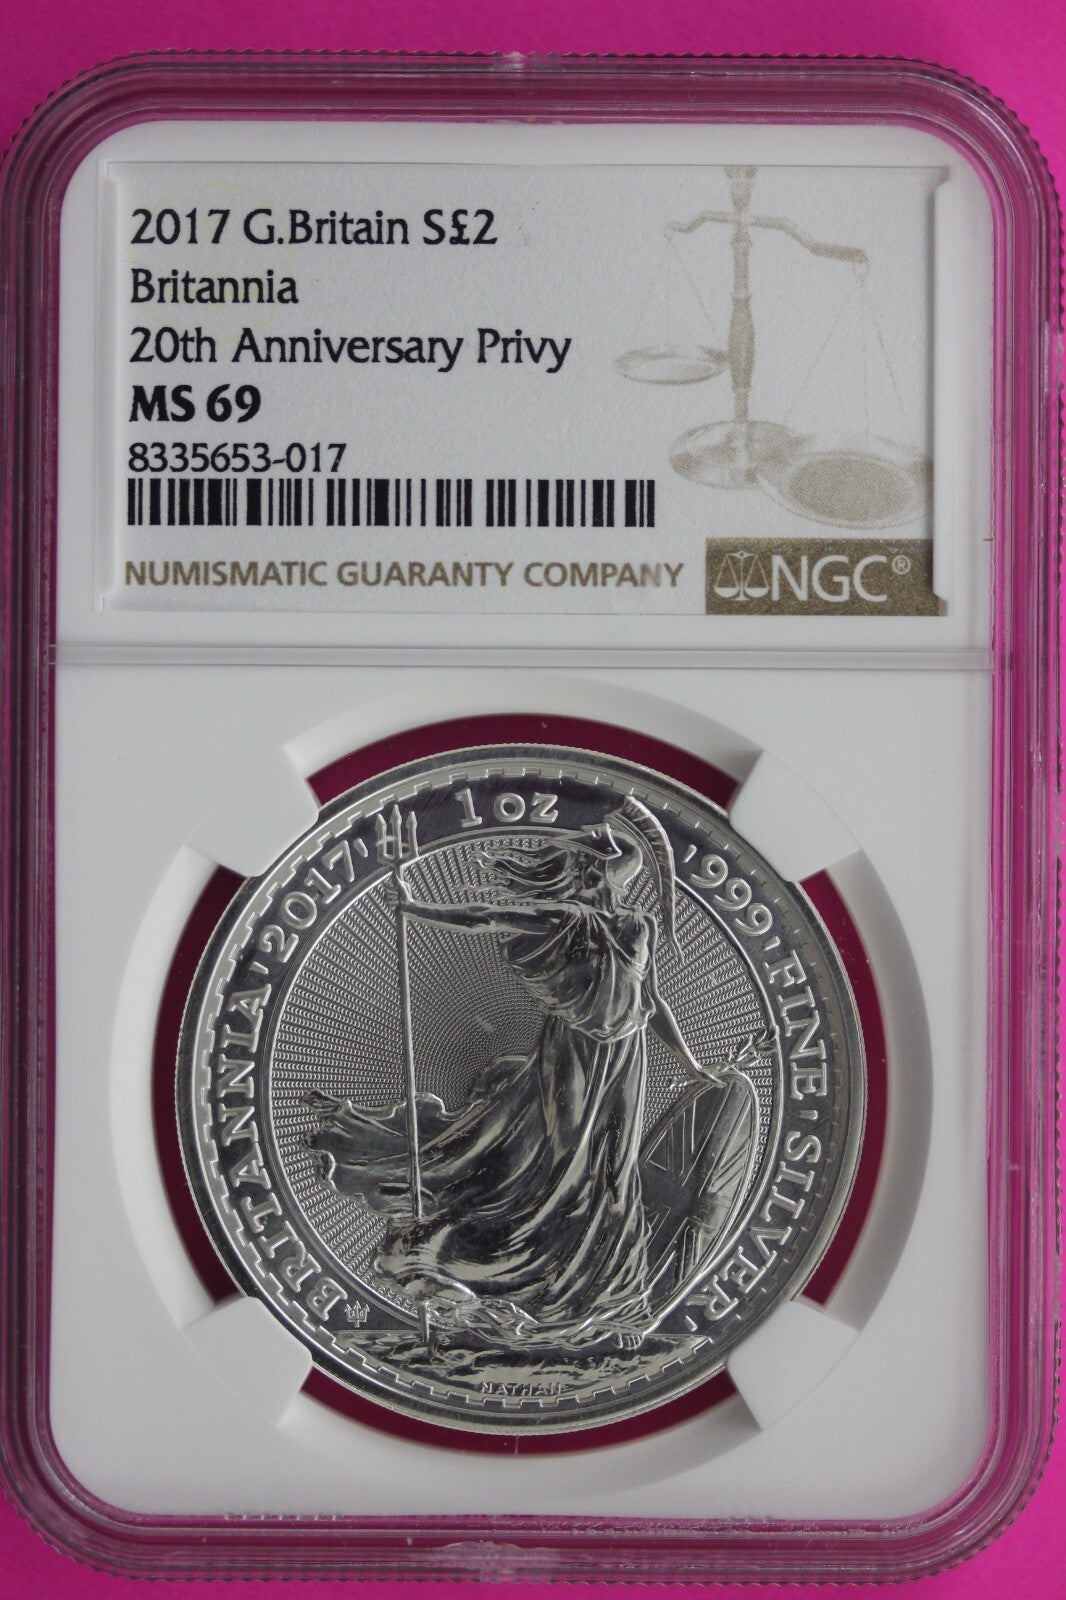 2017 G.Britain S£2
Britannia
20th Anniversary Privy
MS 69
8335653-017
NUMISMATIC GUARANTY COMPANY
NGC®
BRITANNIA · 2017 · 1 OZ · 999 · FINE · SILVER ·
NATHAN